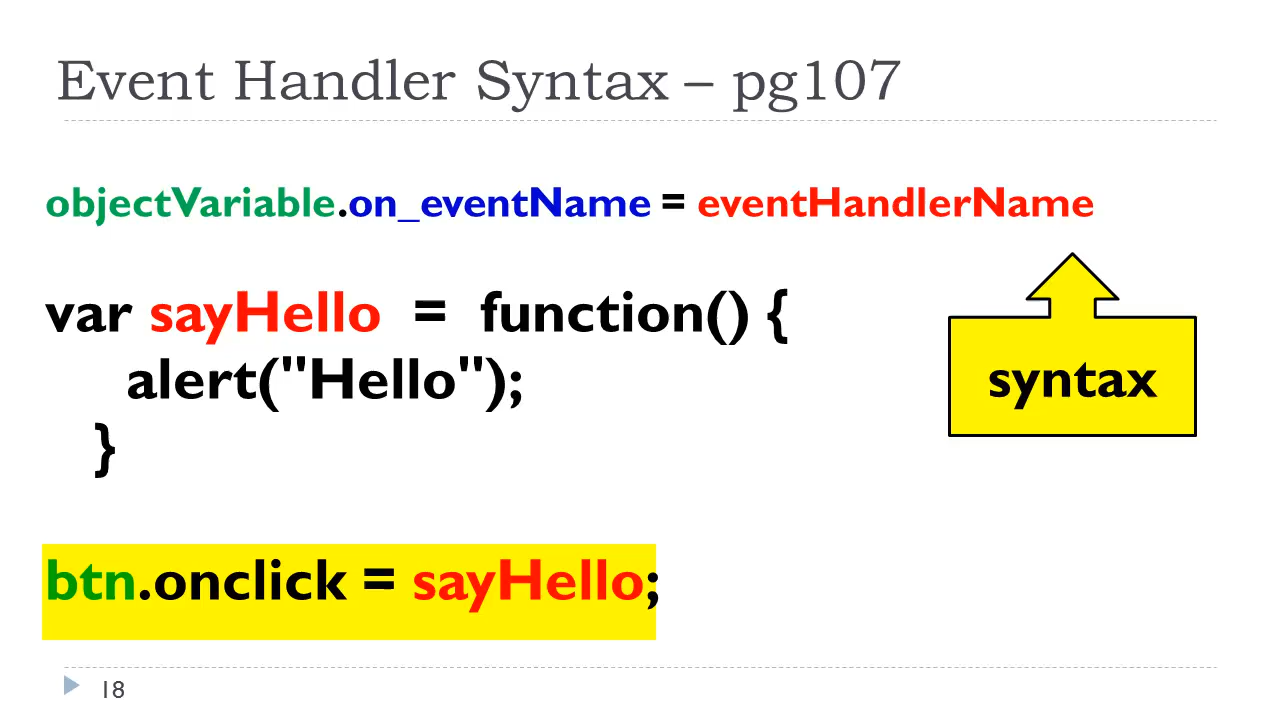 Event Handler Syntax – pg107
objectVariable.on_eventName = eventHandlerName
var sayHello = function() {
alert("Hello");
}
syntax
btn.onclick = sayHello;
18